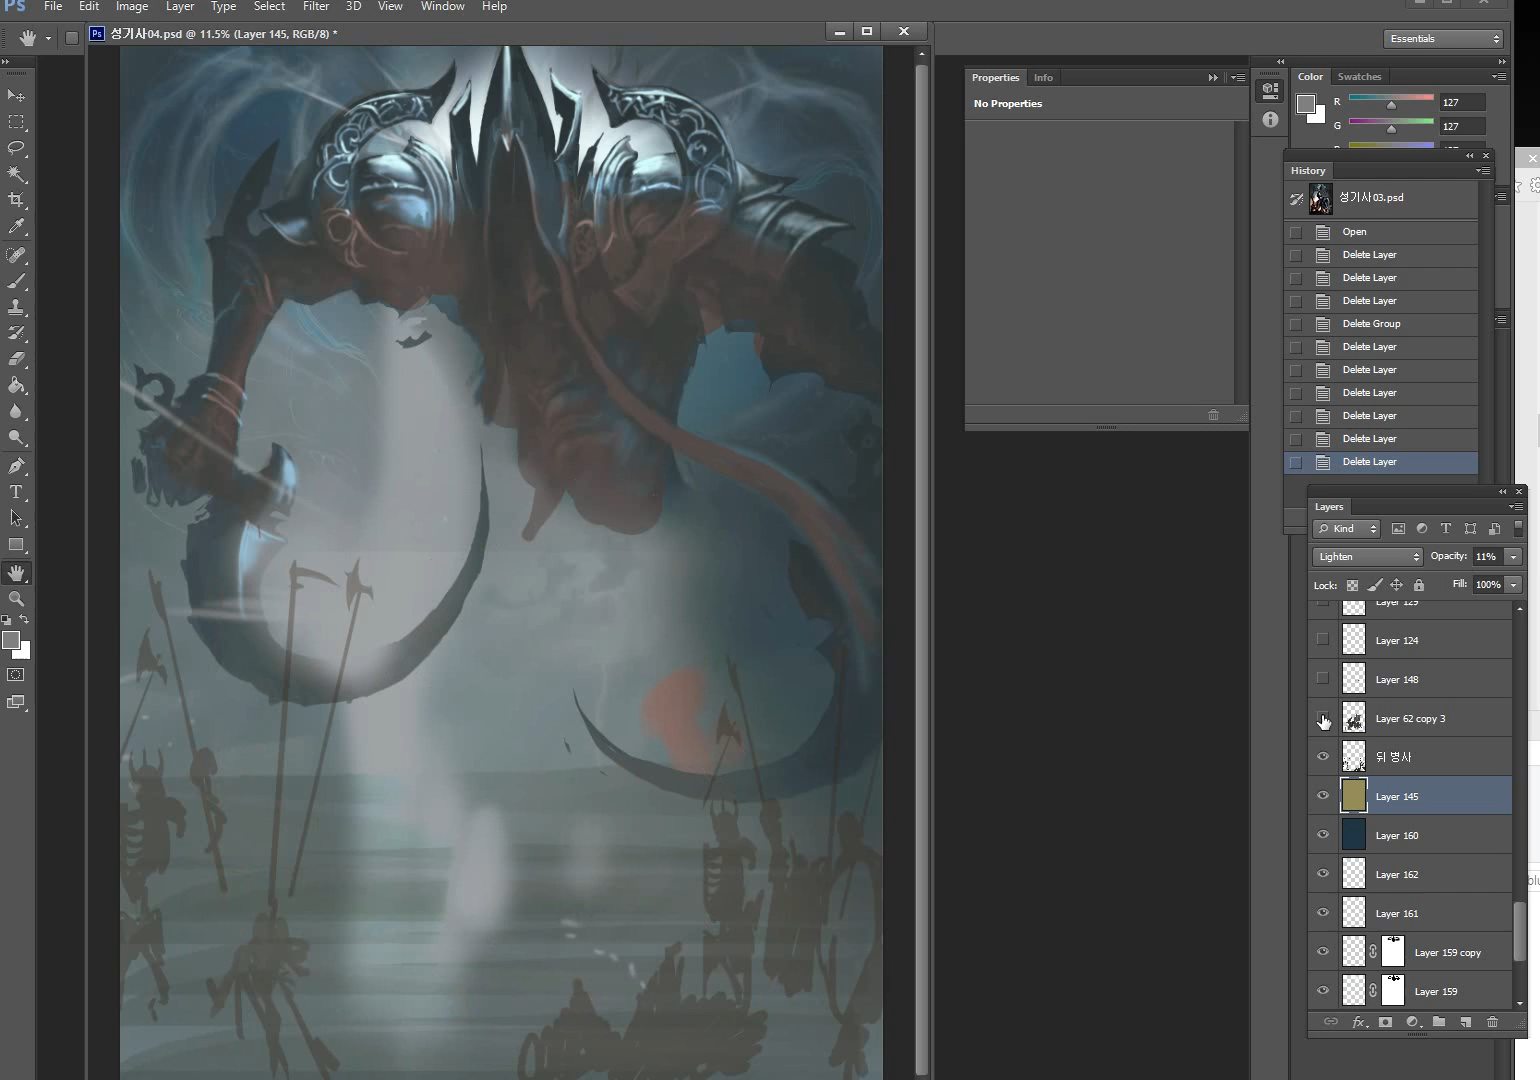 Ps File Edit Image Layer Type Select Filter 3D View Window Help
Ps 성기사04.psd @ 11.5% (Layer 145, RGB/8) *
Essentials
Properties Info
No Properties
Color Swatches
R 127
G 127
History
성기사03.psd
Open
Delete Layer
Delete Layer
Delete Layer
Delete Group
Delete Layer
Delete Layer
Delete Layer
Delete Layer
Delete Layer
Delete Layer
Layers
Kind
Lighten Opacity: 11%
Lock: Fill: 100%
Layer 129
Layer 124
Layer 148
Layer 62 copy 3
뒤 병사
Layer 145
Layer 160
Layer 162
Layer 161
Layer 159 copy
Layer 159